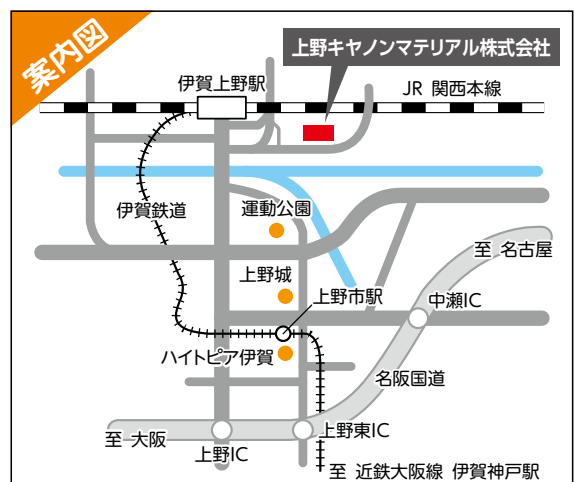 案内図
上野キヤノンマテリアル株式会社
伊賀上野駅
JR 関西本線
伊賀鉄道
運動公園
至 名古屋
上野城
上野市駅
中瀬IC
ハイトピア伊賀
名阪国道
至 大阪
上野IC
上野東IC
至 近鉄大阪線 伊賀神戸駅